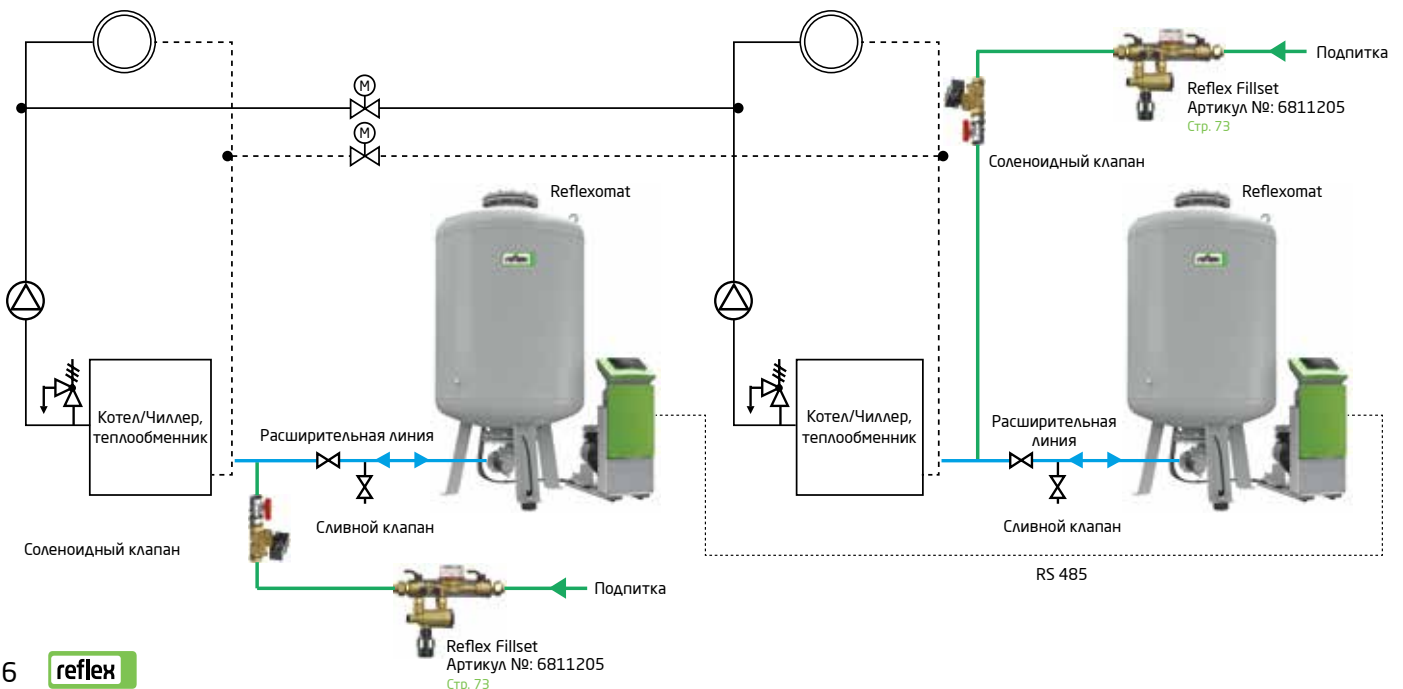 M
M
Подпитка
Reflex Fillset
Артикул №: 6811205
Стр. 73
Соленоидный клапан
Reflexomat
Reflexomat
reflex
reflex
Котел/Чиллер,
теплообменник
Расширительная линия
Котел/Чиллер,
теплообменник
Расширительная
линия
Сливной клапан
Сливной клапан
Соленоидный клапан
RS 485
Подпитка
Reflex Fillset
Артикул №: 6811205
Стр. 73
6
reflex